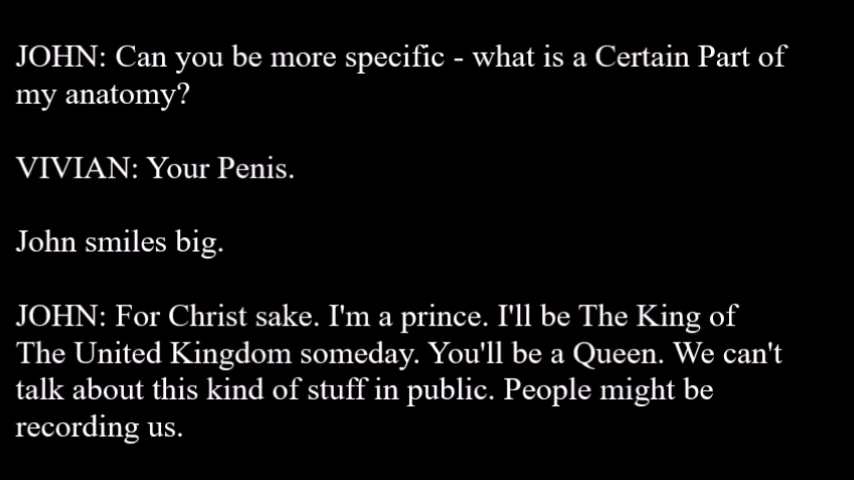 JOHN: Can you be more specific - what is a Certain Part of
my anatomy?
VIVIAN: Your Penis.
John smiles big.
JOHN: For Christ sake. I'm a prince. I'll be The King of
The United Kingdom someday. You'll be a Queen. We can't
talk about this kind of stuff in public. People might be
recording us.